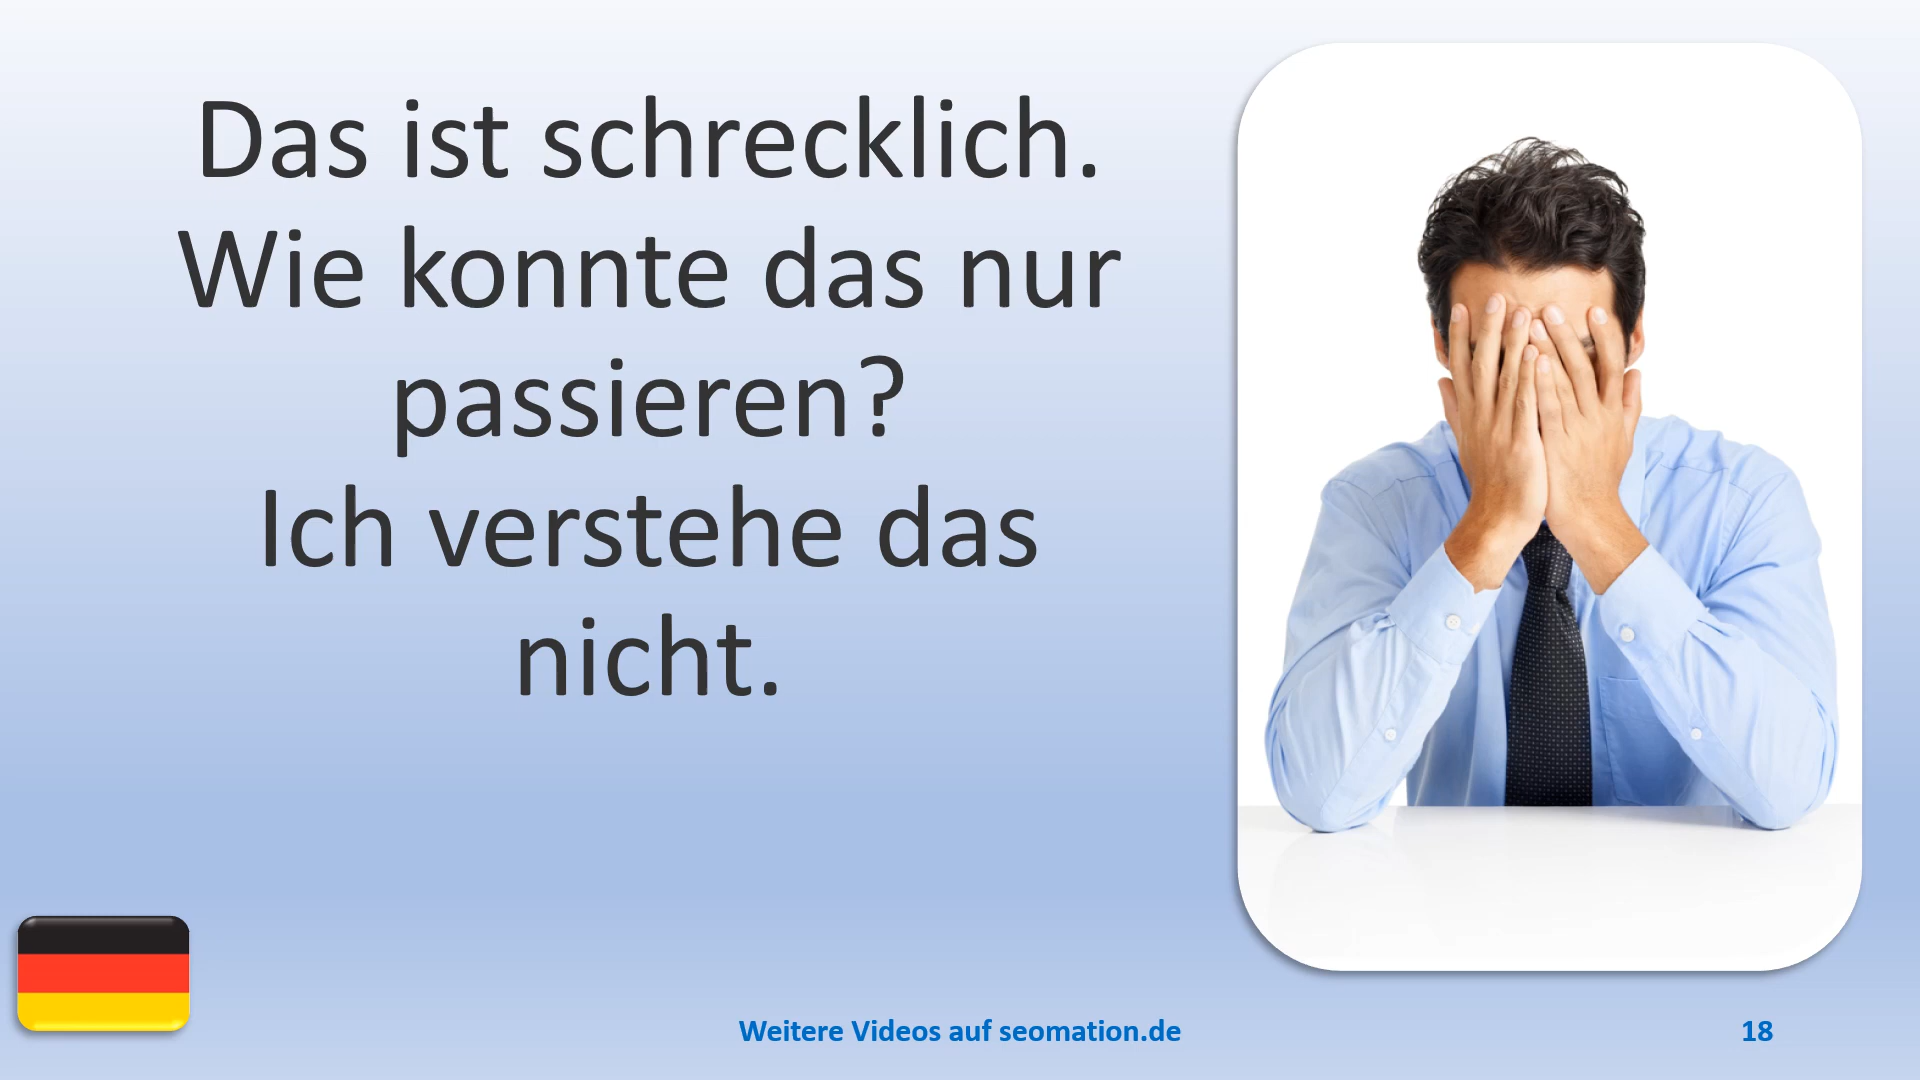 Das ist schrecklich.
Wie konnte das nur
passieren?
Ich verstehe das
nicht.
Weitere Videos auf seomation.de
18